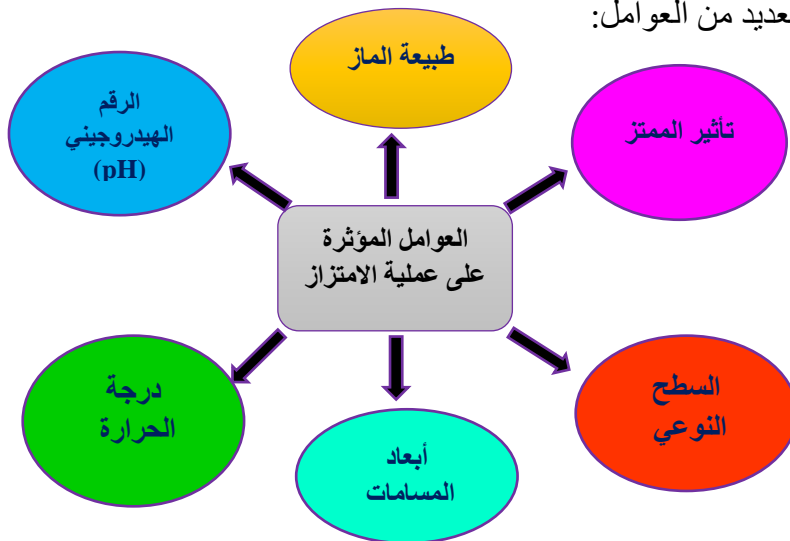 لعديد من العوامل:
طبيعة الماز
تأثير الممتز
الرقم
الهيدروجيني
(pH)
العوامل المؤثرة
على عملية الامتزاز
السطح
النوعي
درجة
الحرارة
أبعاد
المسامات